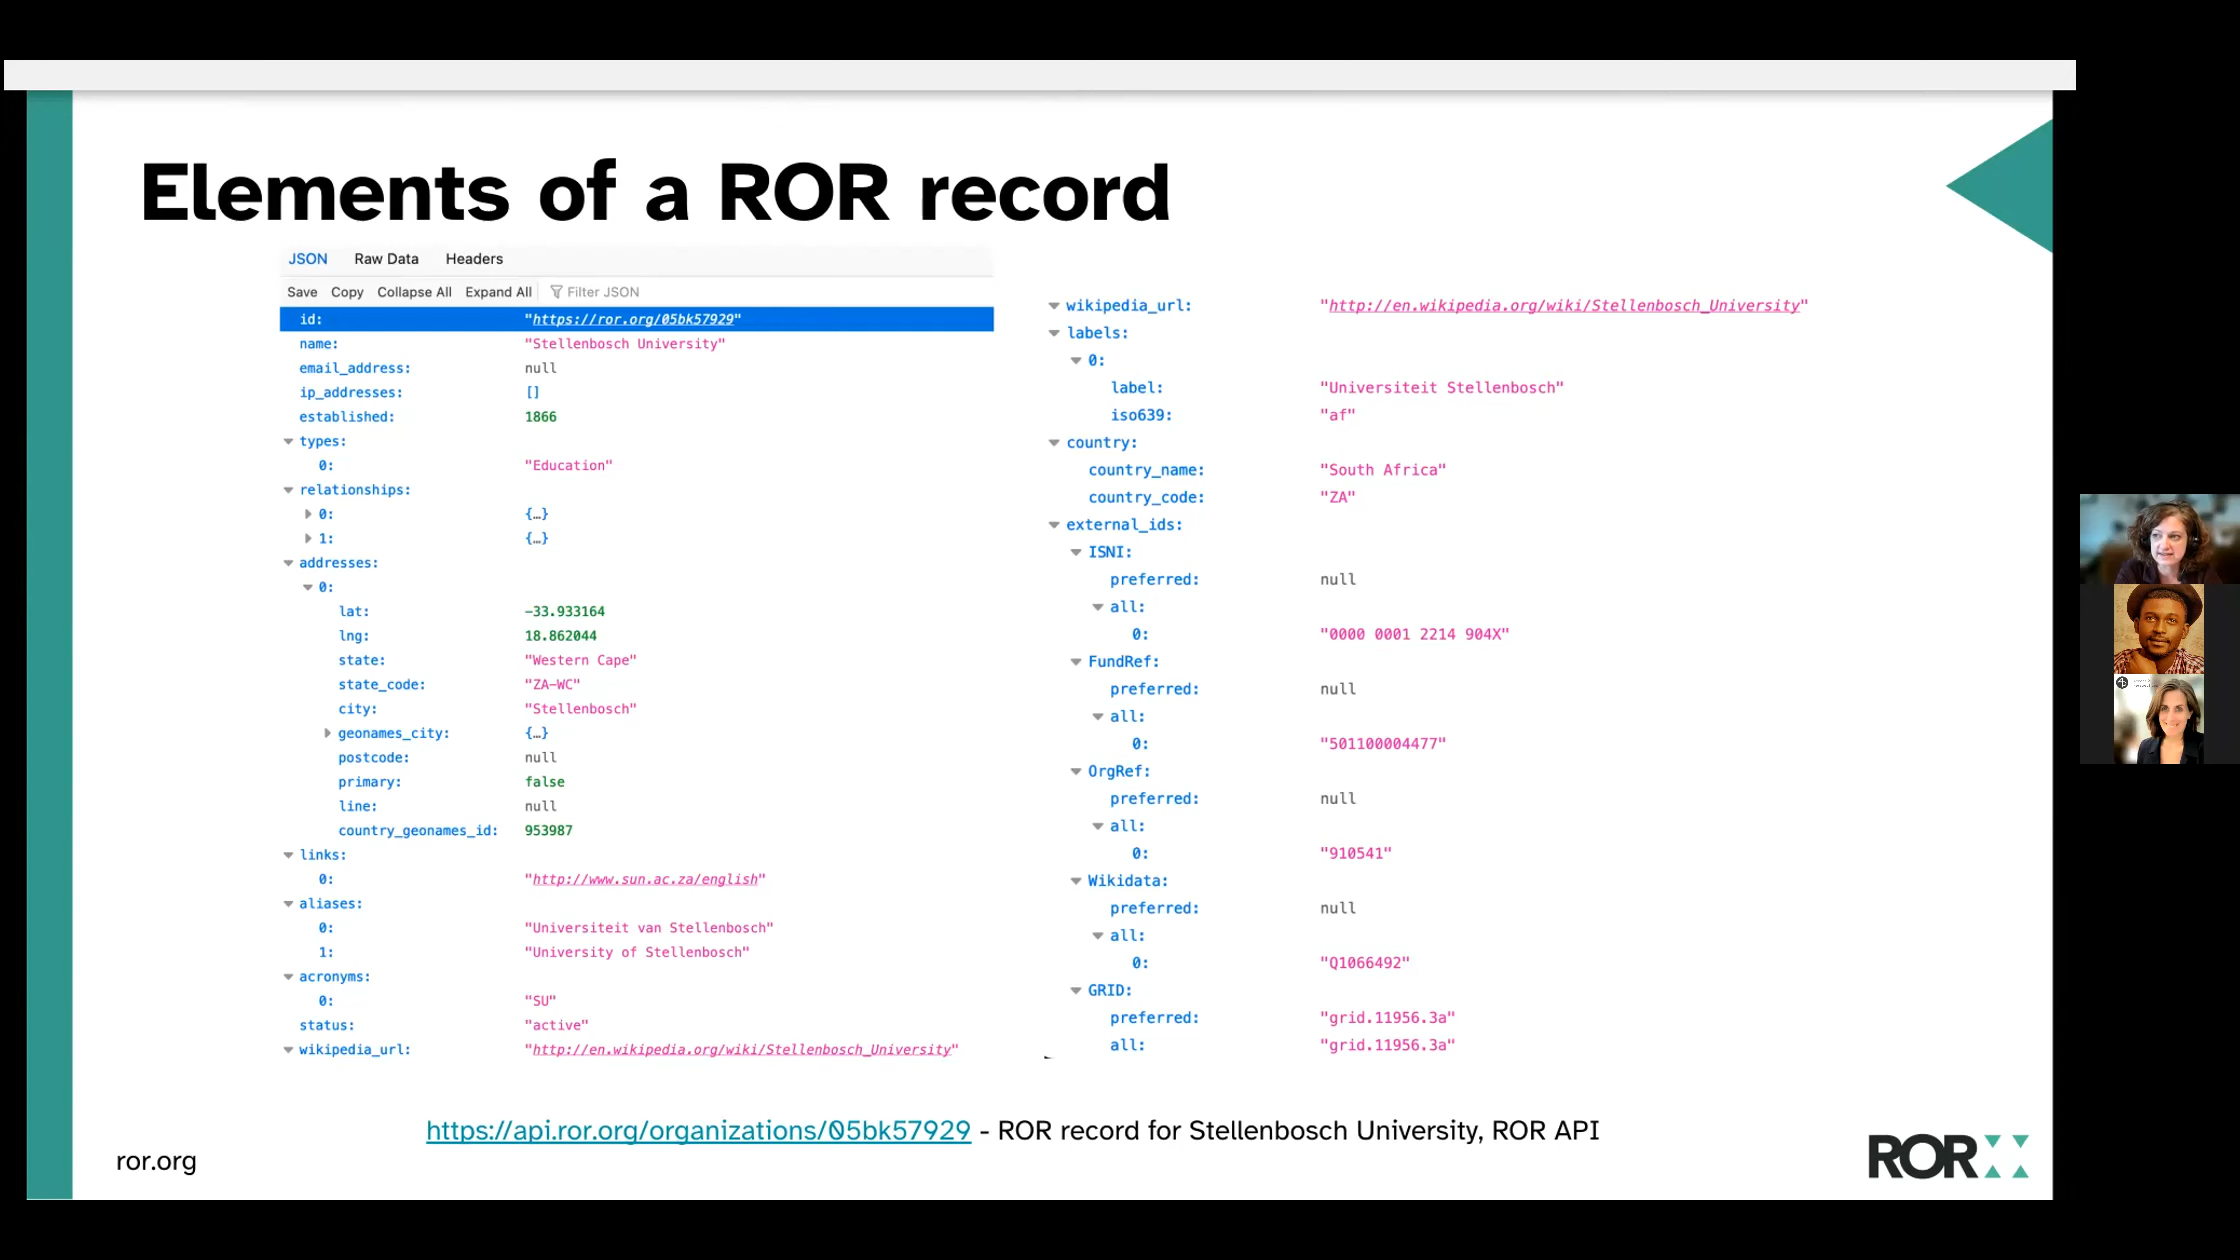 Elements of a ROR record
JSON Raw Data Headers
Save Copy Collapse All Expand All Filter JSON
id: "https://ror.org/05bk57929"
name: "Stellenbosch University"
email_address: null
ip_addresses: []
established: 1866
types:
0: "Education"
relationships:
0: {…}
1: {…}
addresses:
0:
lat: -33.933164
lng: 18.862044
state: "Western Cape"
state_code: "ZA-WC"
city: "Stellenbosch"
geonames_city: {…}
postcode: null
primary: false
line: null
country_geonames_id: 953987
links:
0: "http://www.sun.ac.za/english"
aliases:
0: "Universiteit van Stellenbosch"
1: "University of Stellenbosch"
acronyms:
0: "SU"
status: "active"
wikipedia_url: "http://en.wikipedia.org/wiki/Stellenbosch_University"
wikipedia_url: "http://en.wikipedia.org/wiki/Stellenbosch_University"
labels:
0:
label: "Universiteit Stellenbosch"
iso639: "af"
country:
country_name: "South Africa"
country_code: "ZA"
external_ids:
ISNI:
preferred: null
all:
0: "0000 0001 2214 904X"
FundRef:
preferred: null
all:
0: "501100004477"
OrgRef:
preferred: null
all:
0: "910541"
Wikidata:
preferred: null
all:
0: "Q1066492"
GRID:
preferred: "grid.11956.3a"
all: "grid.11956.3a"
https://api.ror.org/organizations/05bk57929 - ROR record for Stellenbosch University, ROR API
ror.org
ROR